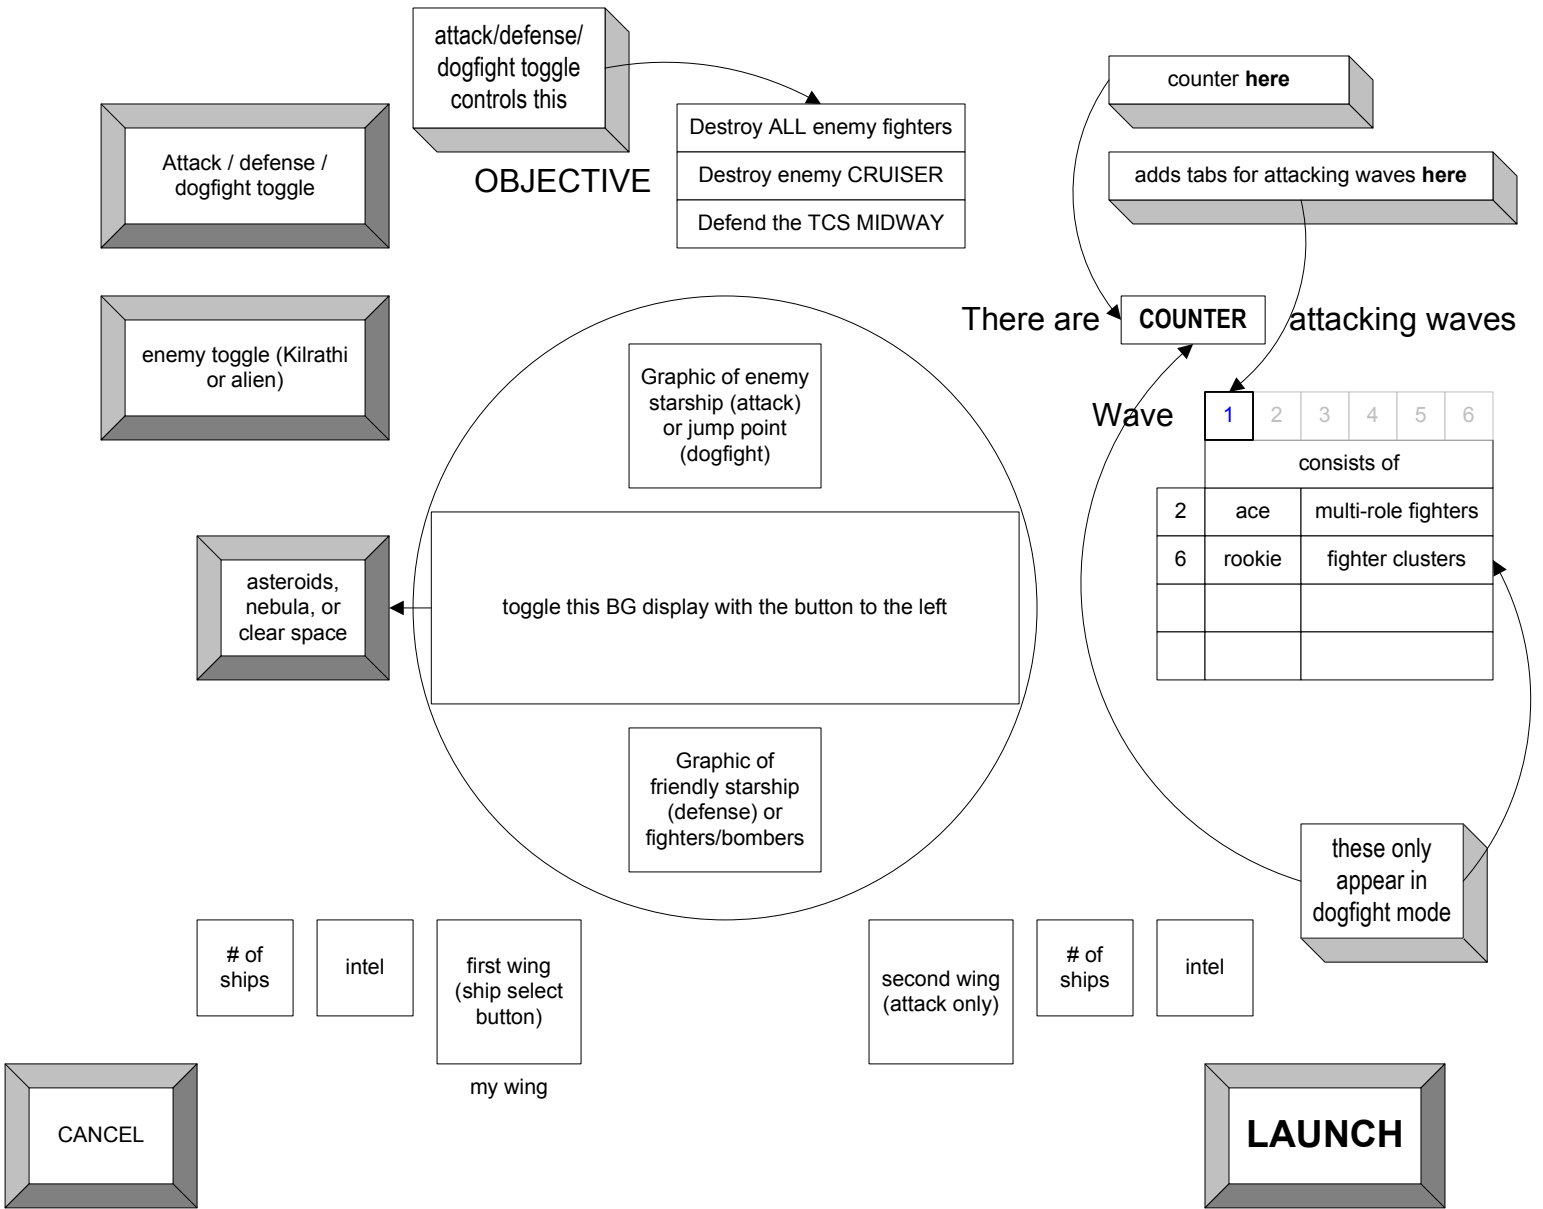 attack/defense/
dogfight toggle
controls this
counter here
Attack / defense /
dogfight toggle
OBJECTIVE
Destroy ALL enemy fighters
Destroy enemy CRUISER
Defend the TCS MIDWAY
adds tabs for attacking waves here
enemy toggle (Kilrathi
or alien)
There are COUNTER attacking waves
Graphic of enemy
starship (attack)
or jump point
(dogfight)
Wave 1 2 3 4 5 6
consists of
2 ace multi-role fighters
6 rookie fighter clusters
asteroids,
nebula, or
clear space
toggle this BG display with the button to the left
Graphic of
friendly starship
(defense) or
fighters/bombers
these only
appear in
dogfight mode
# of
ships
intel
first wing
(ship select
button)
my wing
second wing
(attack only)
# of
ships
intel
CANCEL
LAUNCH